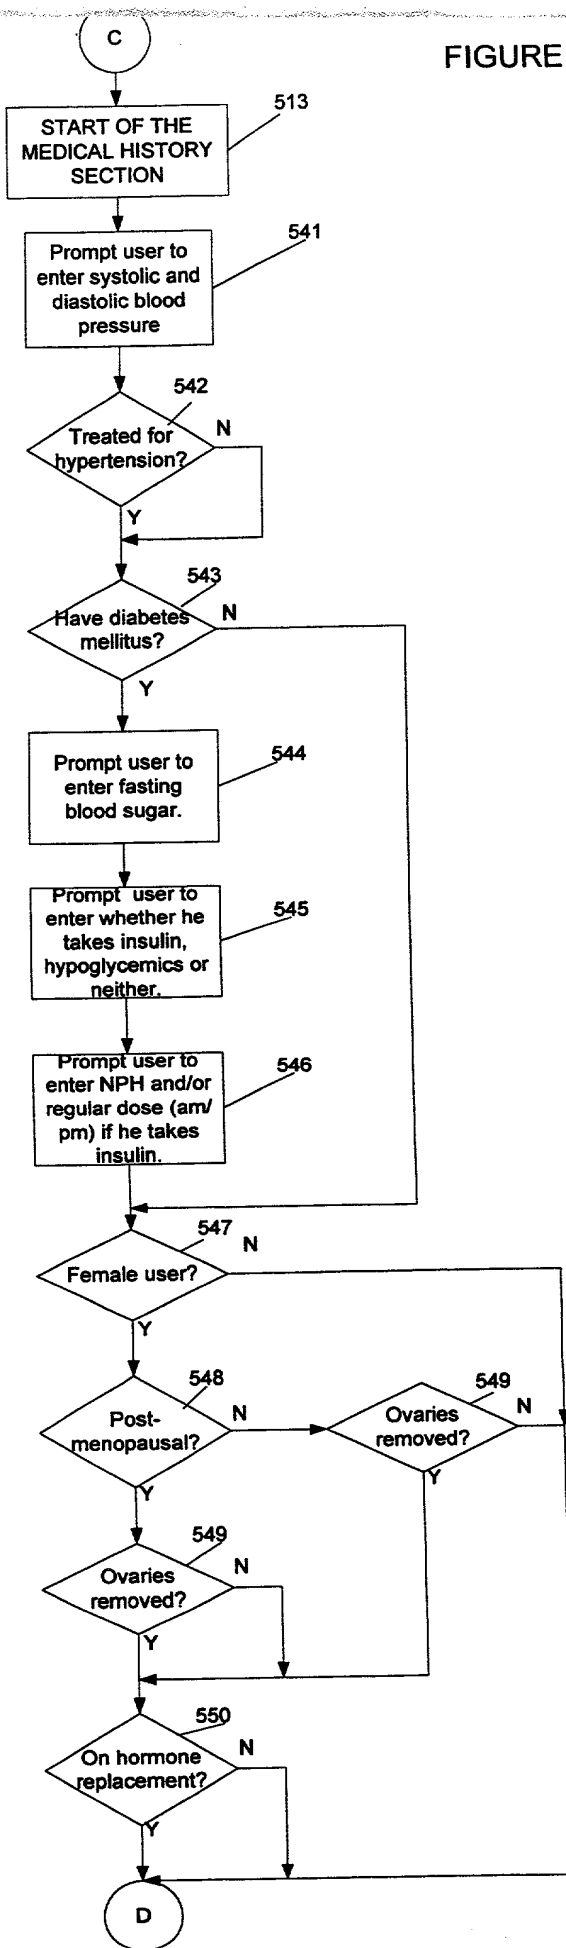 C
FIGURE
513
START OF THE
MEDICAL HISTORY
SECTION
541
Prompt user to
enter systolic and
diastolic blood
pressure
542
Treated for
hypertension?
N
Y
543
Have diabetes
mellitus?
N
Y
544
Prompt user to
enter fasting
blood sugar.
545
Prompt user to
enter whether he
takes insulin,
hypoglycemics or
neither.
546
Prompt user to
enter NPH and/or
regular dose (am/
pm) if he takes
insulin.
547
N
Female user?
Y
548
Post-
menopausal?
N
Y
549
Ovaries
removed?
N
Y
549
Ovaries
removed?
N
Y
550
On hormone
replacement?
N
Y
D